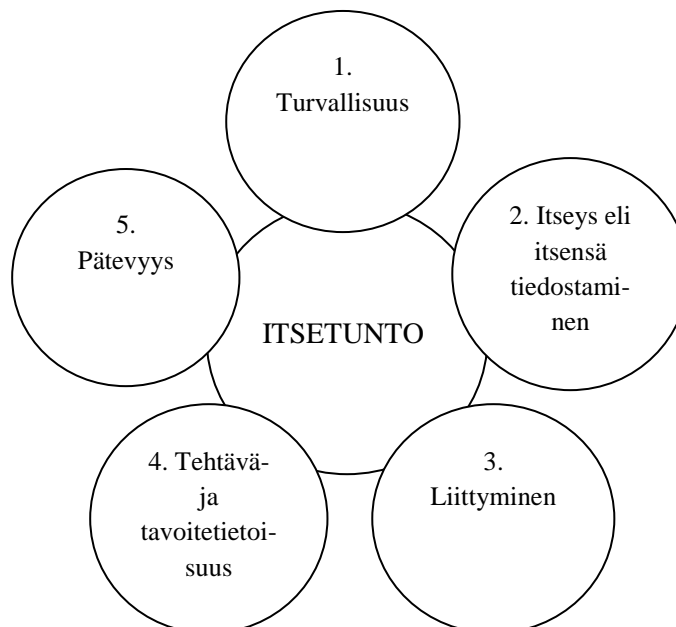 1.
Turvallisuus
2. Itseys eli
itsensä
tiedostami-
nen
3.
Liittyminen
4. Tehtävä-
ja
tavoitetietoi-
suus
5.
Pätevyys
ITSETUNTO